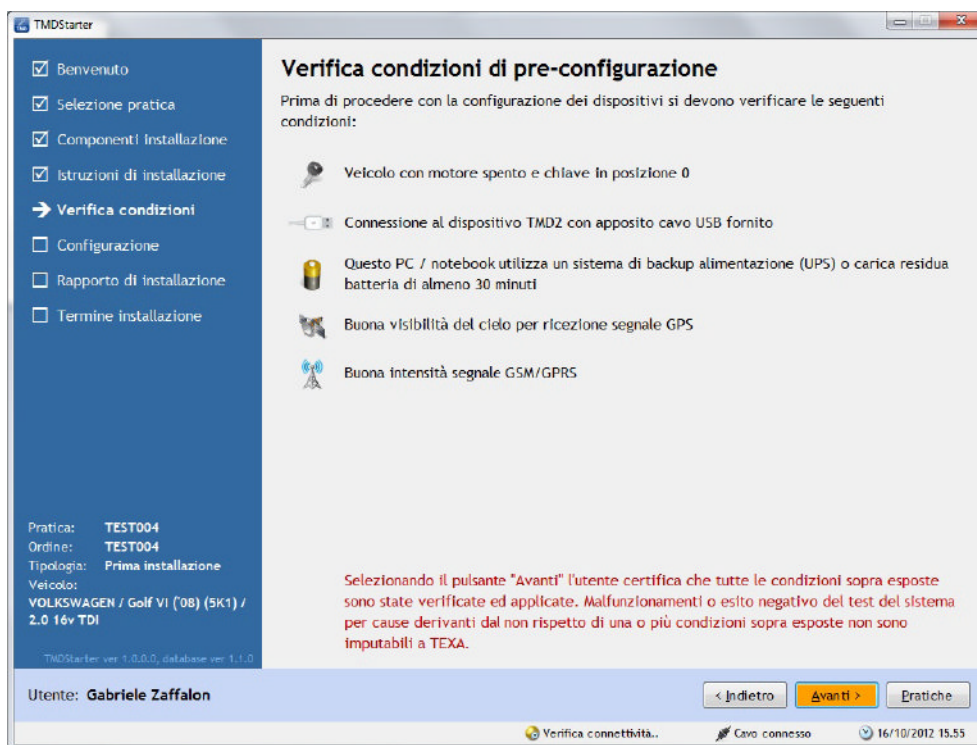 TMDStarter
Benvenuto
Selezione pratica
Componenti installazione
Istruzioni di installazione
Verifica condizioni
Configurazione
Rapporto di installazione
Termine installazione
Pratica: TEST004
Ordine: TEST004
Tipologia: Prima installazione
Veicolo:
VOLKSWAGEN / Golf VI ('08) (5K1) /
2.0 16v TDI
TMDStarter ver 1.0.0.0, database ver 1.1.0
Verifica condizioni di pre-configurazione
Prima di procedere con la configurazione dei dispositivi si devono verificare le seguenti
condizioni:
Veicolo con motore spento e chiave in posizione 0
Connessione al dispositivo TMD2 con apposito cavo USB fornito
Questo PC / notebook utilizza un sistema di backup alimentazione (UPS) o carica residua
batteria di almeno 30 minuti
Buona visibilità del cielo per ricezione segnale GPS
Buona intensità segnale GSM/GPRS
Selezionando il pulsante "Avanti" l'utente certifica che tutte le condizioni sopra esposte
sono state verificate ed applicate. Malfunzionamenti o esito negativo del test del sistema
per cause derivanti dal non rispetto di una o più condizioni sopra esposte non sono
imputabili a TEXA.
Utente: Gabriele Zaffalon
< Indietro
Avanti >
Pratiche
Verifica connettività..
Cavo connesso
16/10/2012 15.55